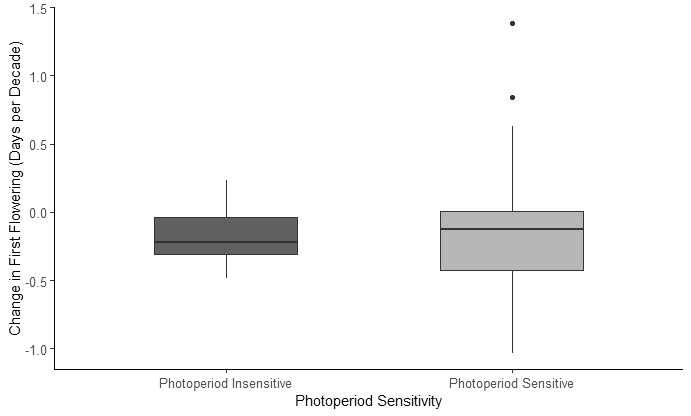 Change in First Flowering (Days per Decade)
1.5
1.0
0.5
0.0
-0.5
-1.0
Photoperiod Insensitive
Photoperiod Sensitive
Photoperiod Sensitivity